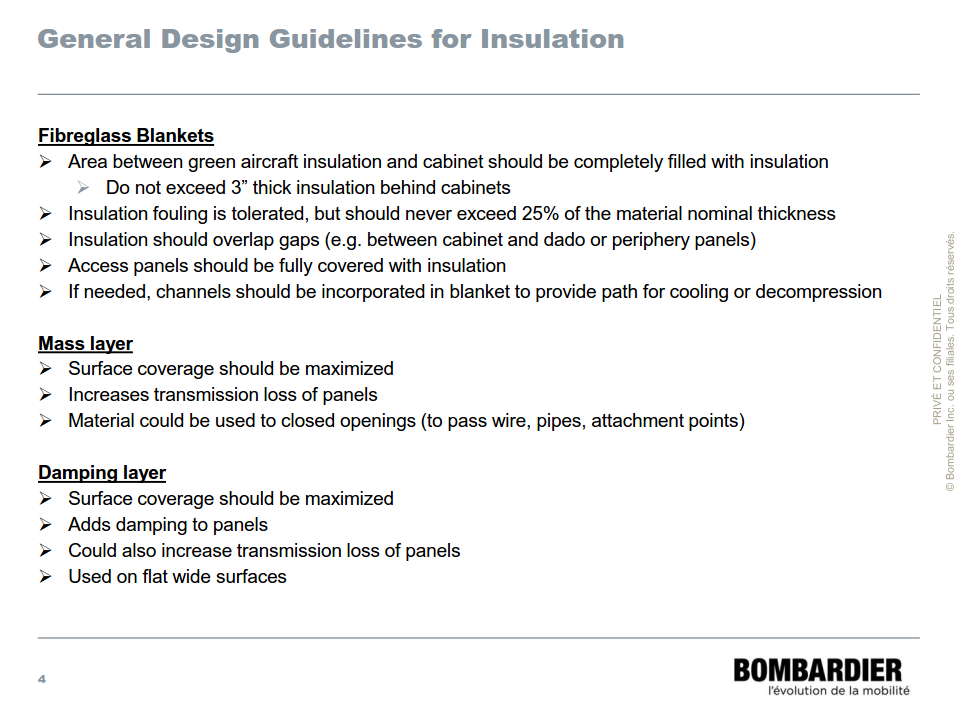 General Design Guidelines for Insulation
Fibreglass Blankets
➢ Area between green aircraft insulation and cabinet should be completely filled with insulation
➢ Do not exceed 3” thick insulation behind cabinets
➢ Insulation fouling is tolerated, but should never exceed 25% of the material nominal thickness
➢ Insulation should overlap gaps (e.g. between cabinet and dado or periphery panels)
➢ Access panels should be fully covered with insulation
➢ If needed, channels should be incorporated in blanket to provide path for cooling or decompression
Mass layer
➢ Surface coverage should be maximized
➢ Increases transmission loss of panels
➢ Material could be used to closed openings (to pass wire, pipes, attachment points)
Damping layer
➢ Surface coverage should be maximized
➢ Adds damping to panels
➢ Could also increase transmission loss of panels
➢ Used on flat wide surfaces
PRIVÉ ET CONFIDENTIEL
© Bombardier Inc. ou ses filiales. Tous droits réservés.
4
BOMBARDIER
l'évolution de la mobilité